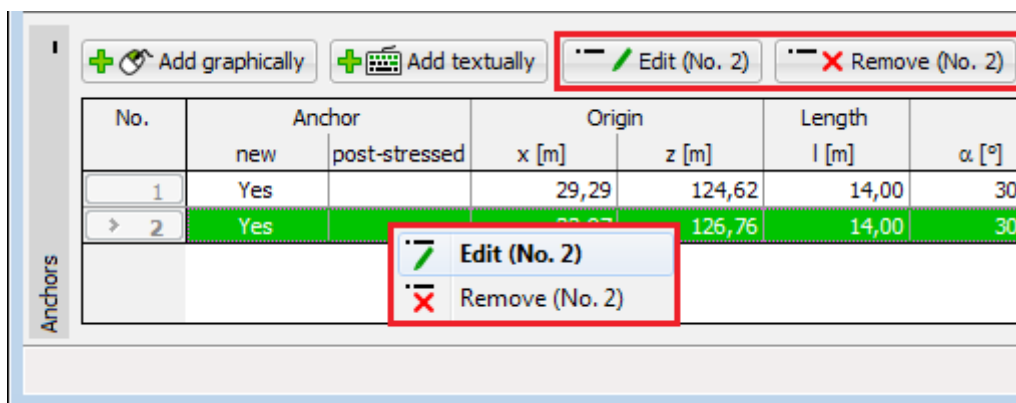 Add graphically Add textually Edit (No. 2) Remove (No. 2)
No. Anchor Origin Length
new post-stressed x [m] z [m] l [m] α [°]
1 Yes 29,29 124,62 14,00 30
2 Yes 126,76 14,00 30
Edit (No. 2)
Remove (No. 2)
Anchors